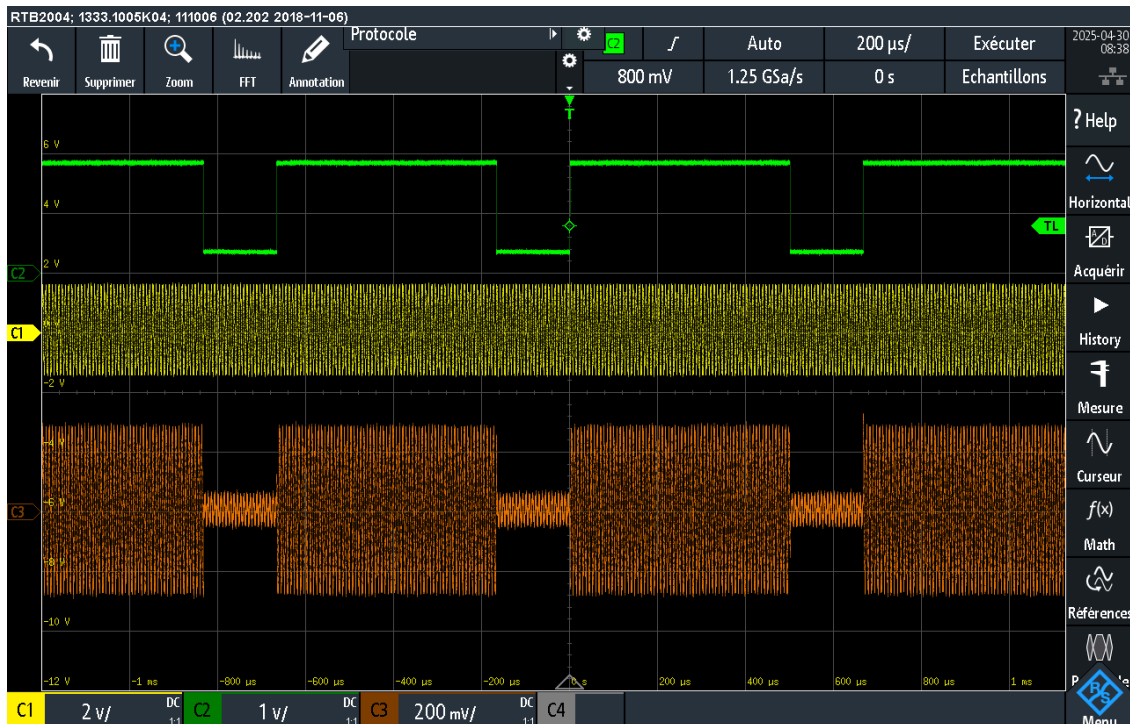 RTB2004; 1333.1005K04; 111006 (02.202 2018-11-06)
Revenir
Supprimer
Zoom
FFT
Annotation
Protocole
C2
Auto
200 µs/
Exécuter
2025-04-30
08:38
800 mV
1.25 GSa/s
0 s
Echantillons
T
6 V
4 V
2 V
-2 V
-4 V
-6 V
-8 V
-10 V
-12 V
C2
C1
C3
TL
-1 ms
-800 µs
-600 µs
-400 µs
-200 µs
0 s
200 µs
400 µs
600 µs
800 µs
1 ms
? Help
Horizontal
A
D
Acquérir
History
Mesure
Curseur
f(x)
Math
Références
R&S
Menu
C1
2 V/
DC
1:1
C2
1 V/
DC
1:1
C3
200 mV/
DC
1:1
C4